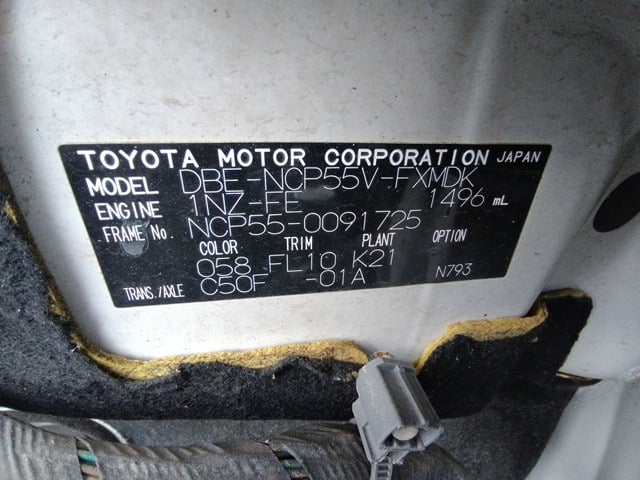 TOYOTA MOTOR CORPORATION JAPAN
MODEL DBE-NCP55V-FXMDK
ENGINE 1NZ-FE 1496 mL
FRAME No. NCP55-0091725
COLOR TRIM PLANT OPTION
058 FL10 K21
TRANS./AXLE C50F -01A N793